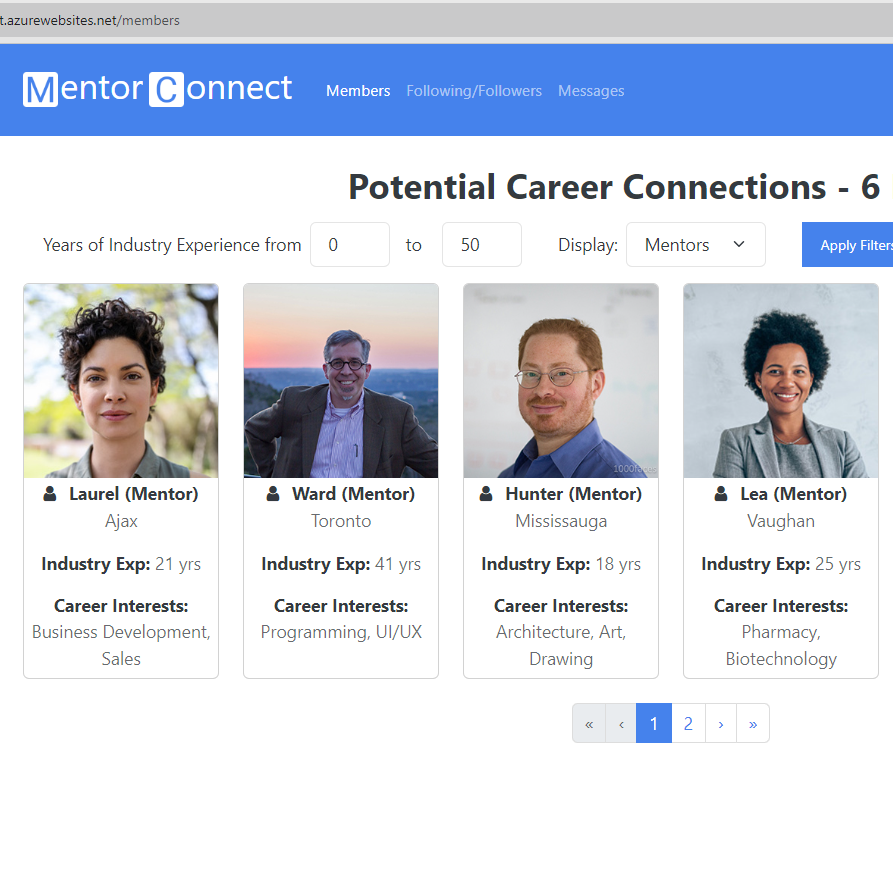 t.azurewebsites.net/members
Mentor Connect Members Following/Followers Messages
Potential Career Connections - 6
Years of Industry Experience from 0 to 50 Display: Mentors Apply Filters
1000faces
Laurel (Mentor)
Ajax
Industry Exp: 21 yrs
Career Interests:
Business Development,
Sales
Ward (Mentor)
Toronto
Industry Exp: 41 yrs
Career Interests:
Programming, UI/UX
Hunter (Mentor)
Mississauga
Industry Exp: 18 yrs
Career Interests:
Architecture, Art,
Drawing
Lea (Mentor)
Vaughan
Industry Exp: 25 yrs
Career Interests:
Pharmacy,
Biotechnology
« ‹ 1 2 › »